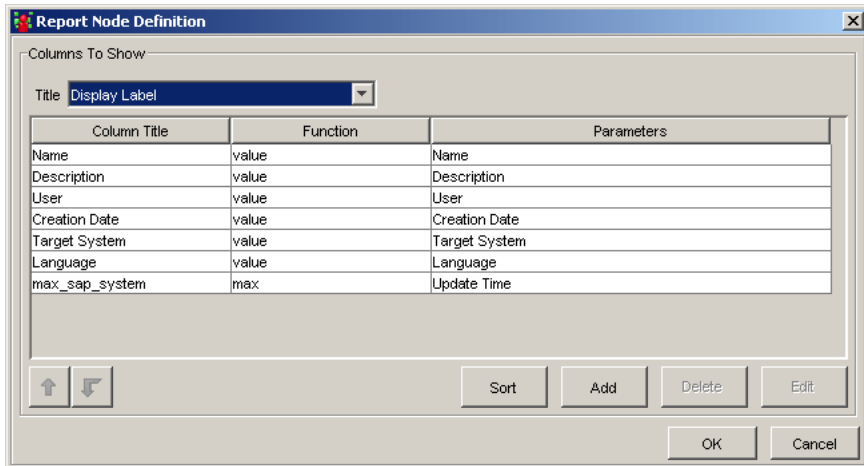 Report Node Definition
Columns To Show
Title Display Label
Column Title Function Parameters
Name value Name
Description value Description
User value User
Creation Date value Creation Date
Target System value Target System
Language value Language
max_sap_system max Update Time
Sort Add Delete Edit
OK Cancel